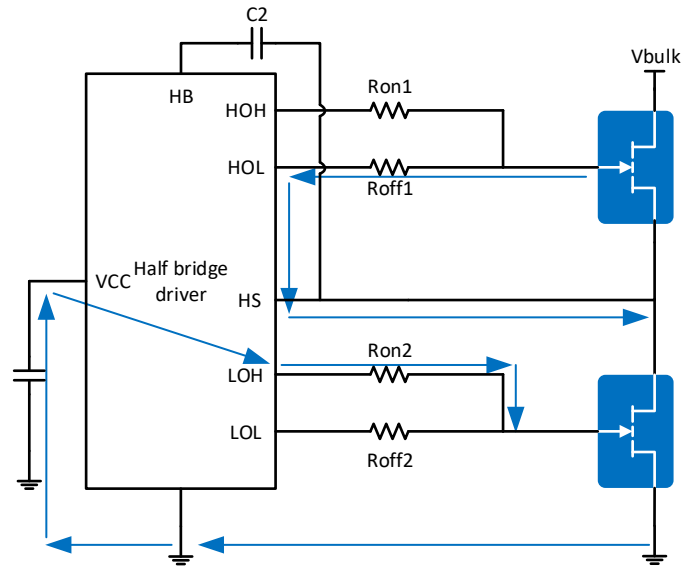 C2
Vbulk
HB
HOH
Ron1
HOL
Roff1
VCC
Half bridge
driver
HS
LOH
Ron2
LOL
Roff2